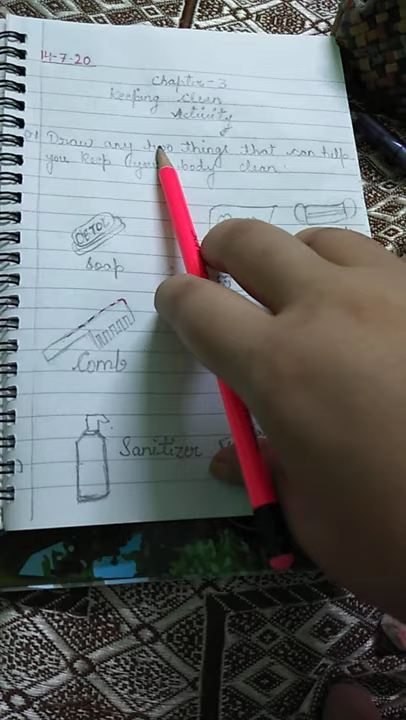 14-7-20
Chapter-3
Keeping clean
Activity
Q1 Draw any two things that can help
you keep your body clean.
DETOL
Soap
Comb
Sanitizer